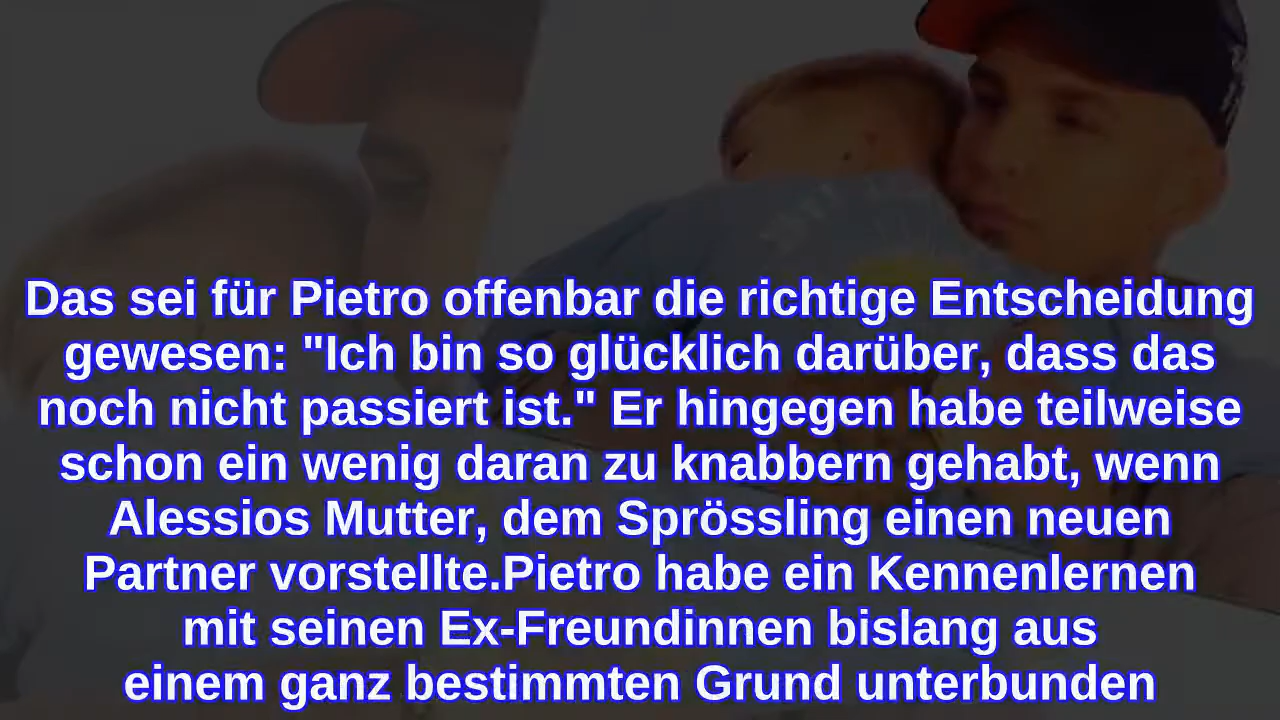 Das sei für Pietro offenbar die richtige Entscheidung
gewesen: "Ich bin so glücklich darüber, dass das
noch nicht passiert ist." Er hingegen habe teilweise
schon ein wenig daran zu knabbern gehabt, wenn
Alessios Mutter, dem Sprössling einen neuen
Partner vorstellte.Pietro habe ein Kennenlernen
mit seinen Ex-Freundinnen bislang aus
einem ganz bestimmten Grund unterbunden